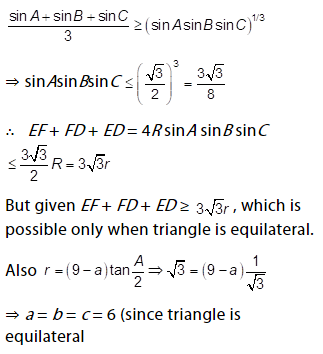 (sin A + sin B + sin C)/3 ≥ (sin A sin B sin C)^1/3
⇒ sin A sin B sin C ≤ (√3/2)^3 = 3√3/8
∴ EF + FD + ED = 4R sin A sin B sin C
≤ 3√3/2 R = 3√3r
But given EF + FD + ED ≥ 3√3r, which is
possible only when triangle is equilateral.
Also r = (9 – a) tan A/2 ⇒ √3 = (9 – a) 1/√3
⇒ a = b = c = 6 (since triangle is
equilateral